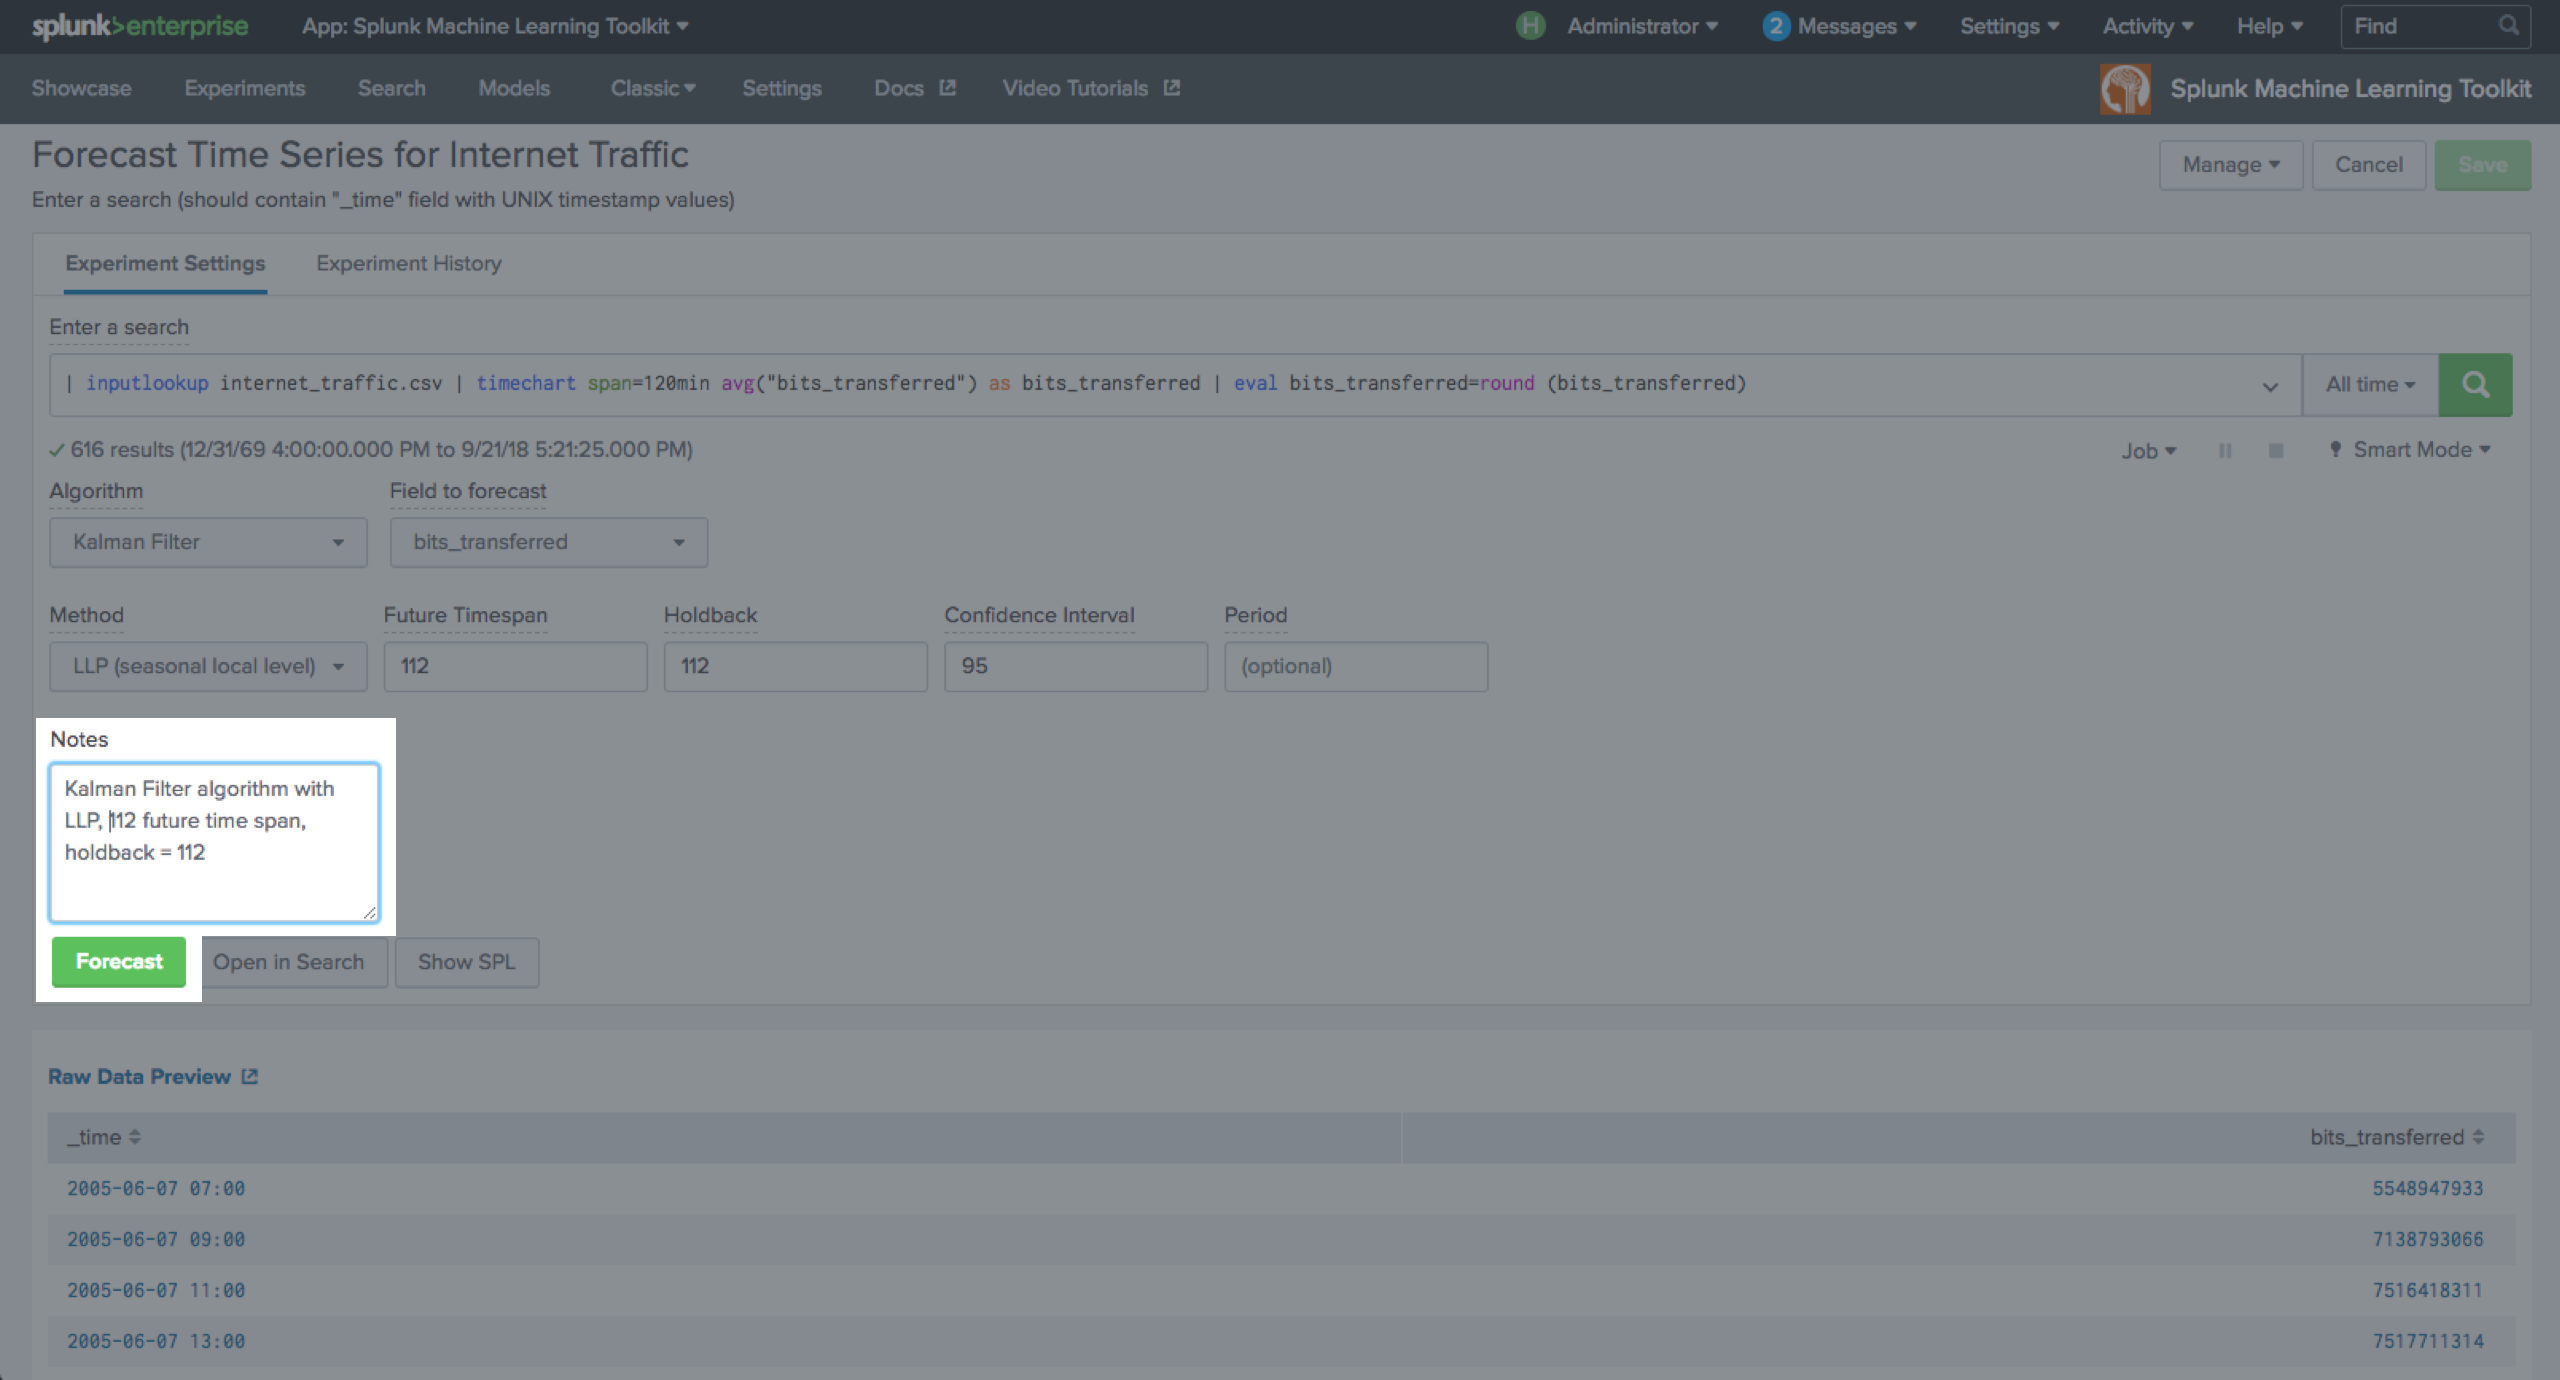 splunk>enterprise App: Splunk Machine Learning Toolkit H Administrator 2 Messages Settings Activity Help Find
Showcase Experiments Search Models Classic Settings Docs Video Tutorials Splunk Machine Learning Toolkit
Forecast Time Series for Internet Traffic
Manage Cancel Save
Enter a search (should contain "_time" field with UNIX timestamp values)
Experiment Settings Experiment History
Enter a search
| inputlookup internet_traffic.csv | timechart span=120min avg("bits_transferred") as bits_transferred | eval bits_transferred=round (bits_transferred) All time
616 results (12/31/69 4:00:00.000 PM to 9/21/18 5:21:25.000 PM) Job Smart Mode
Algorithm Field to forecast
Kalman Filter bits_transferred
Method Future Timespan Holdback Confidence Interval Period
LLP (seasonal local level) 112 112 95 (optional)
Notes
Kalman Filter algorithm with
LLP, 112 future time span,
holdback = 112
Forecast Open in Search Show SPL
Raw Data Preview
_time bits_transferred
2005-06-07 07:00 5548947933
2005-06-07 09:00 7138793066
2005-06-07 11:00 7516418311
2005-06-07 13:00 7517711314